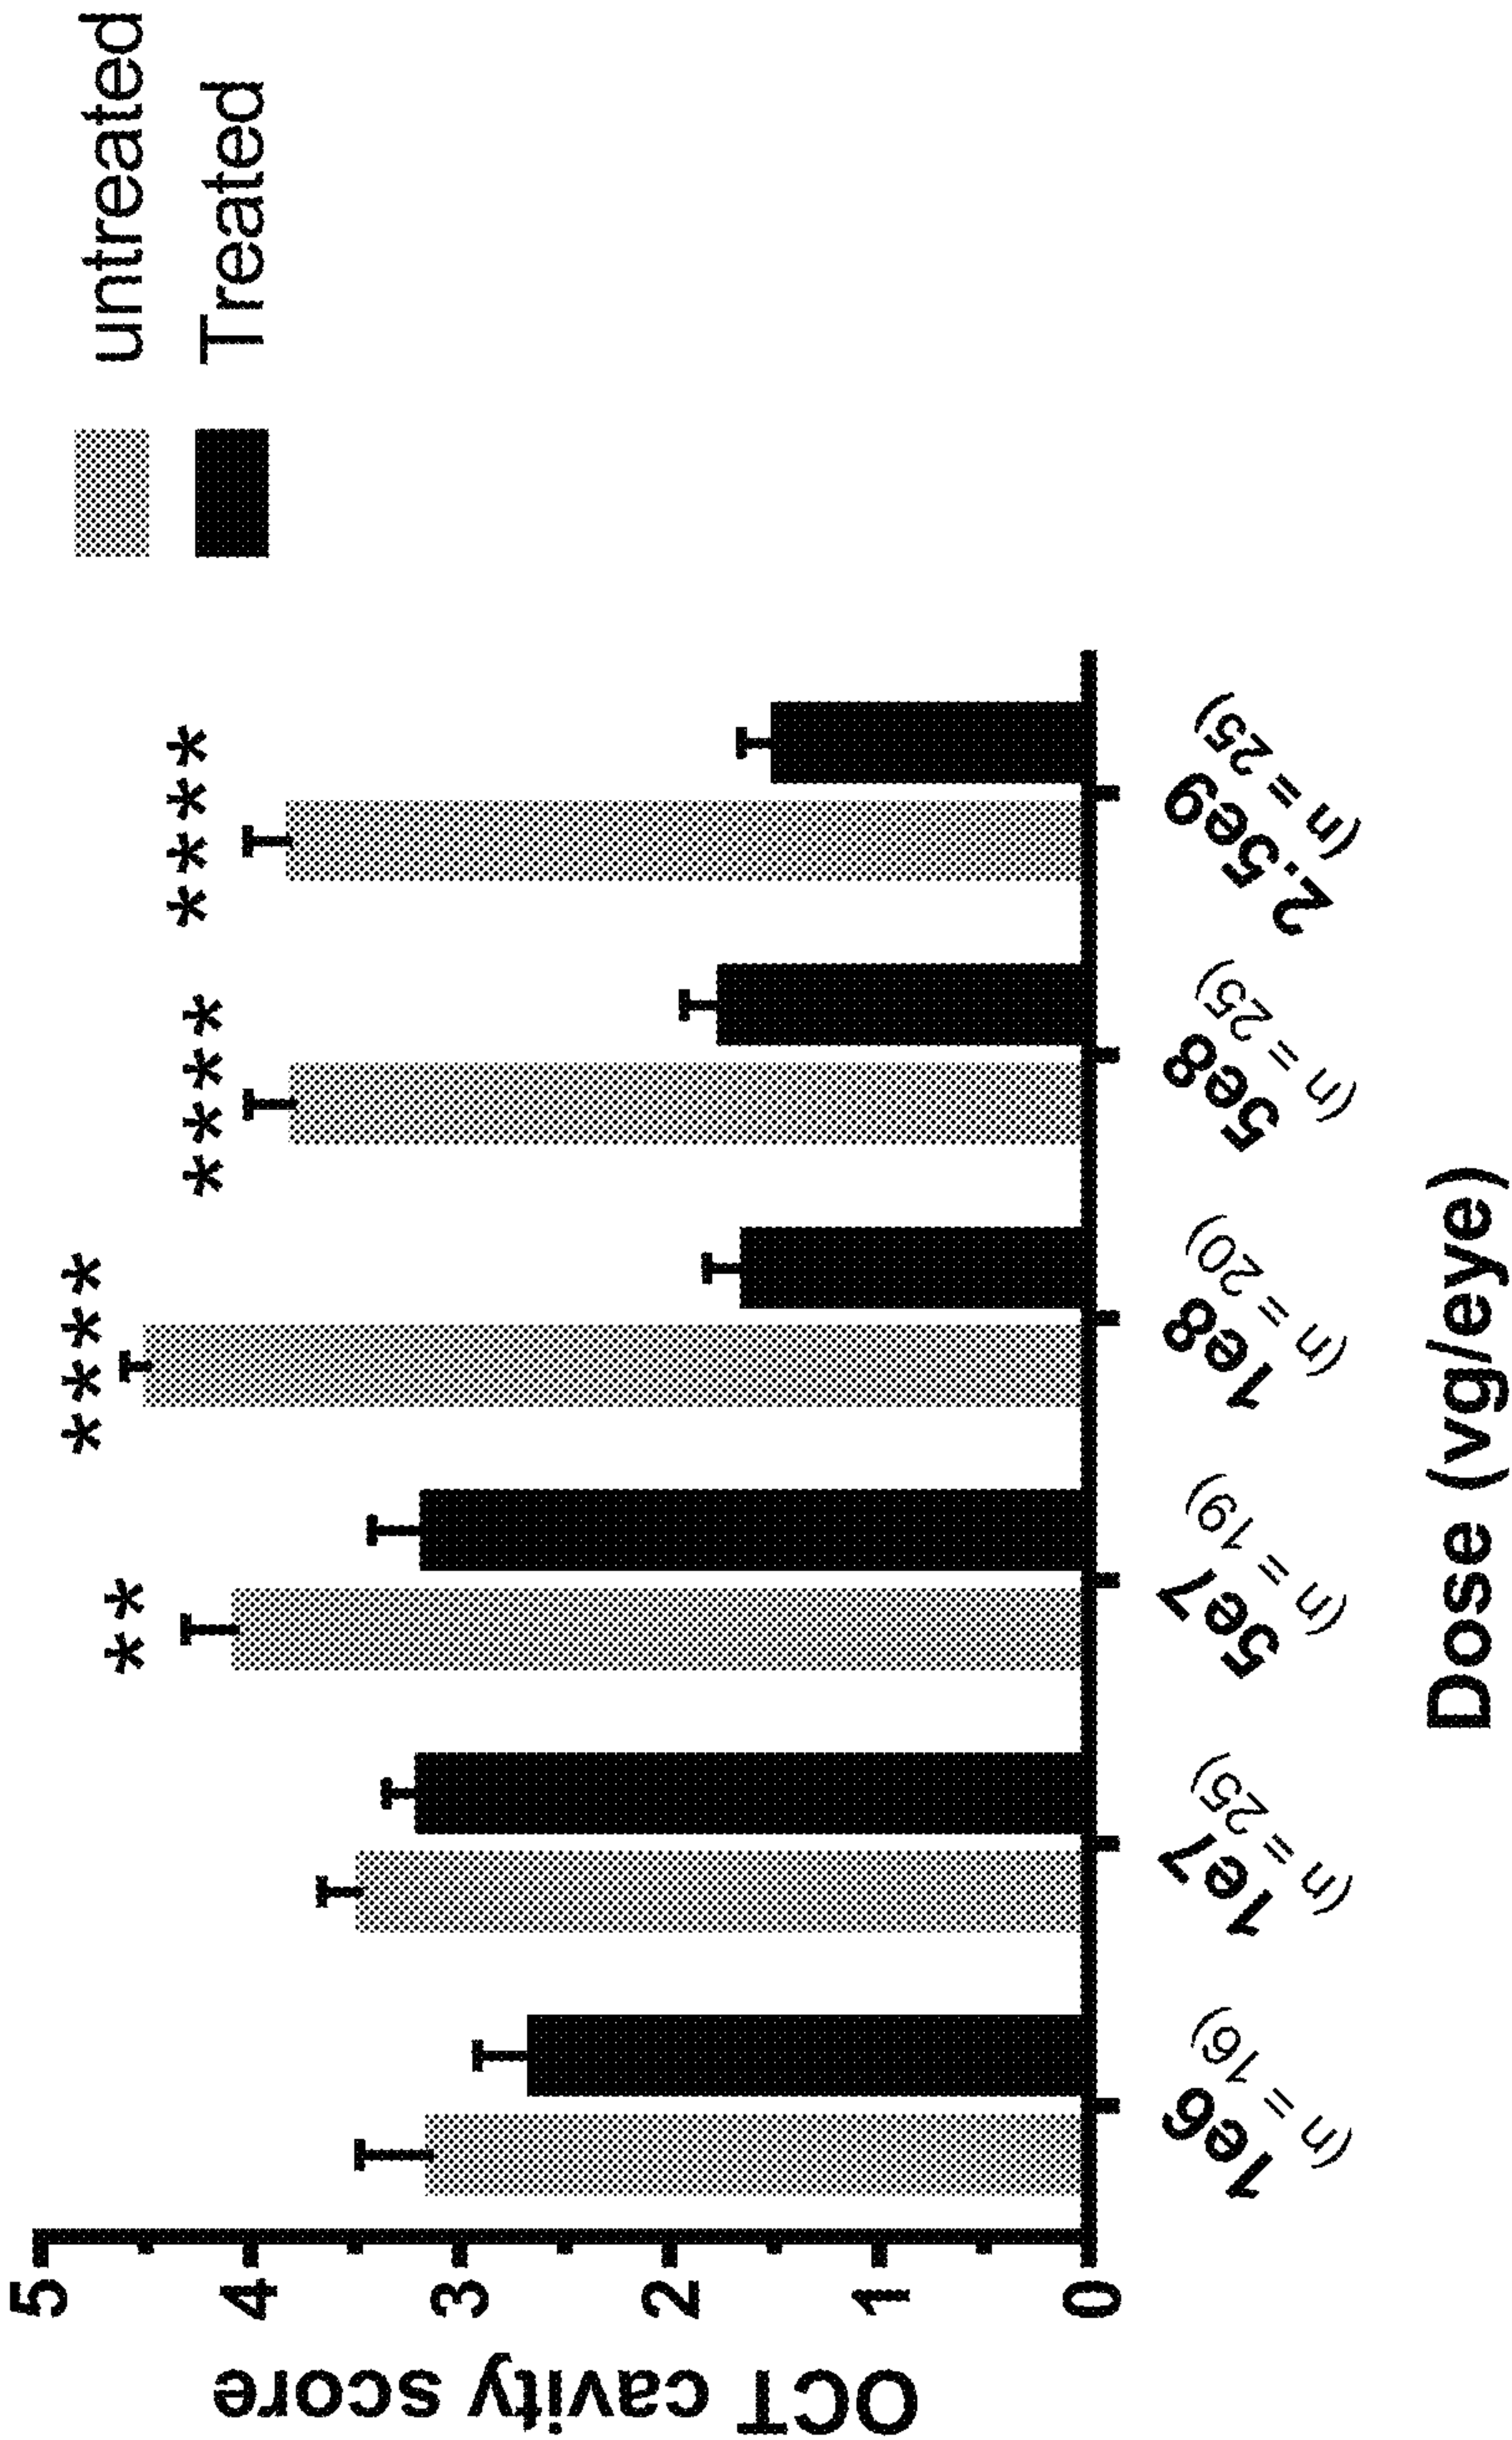 untreated
Treated
****
****
****
**
5
4
3
2
1
0
OCT cavity score
1e6
(n = 16)
1e7
(n = 25)
5e7
(n = 19)
1e8
(n = 20)
5e8
(n = 25)
2.5e9
(n = 25)
Dose (vg/eye)